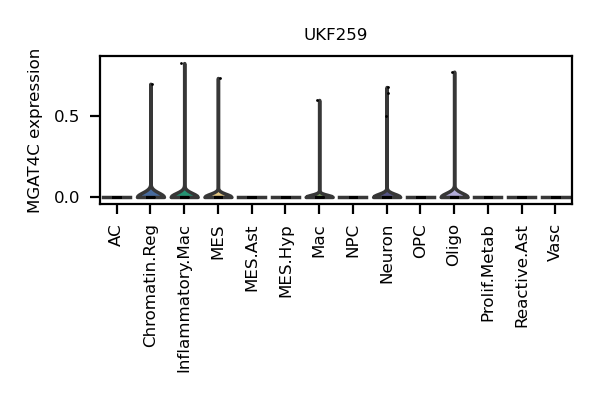 UKF259
MGAT4C expression
0.5
0.0
AC
Chromatin.Reg
Inflammatory.Mac
MES
MES.Ast
MES.Hyp
Mac
NPC
Neuron
OPC
Oligo
Prolif.Metab
Reactive.Ast
Vasc